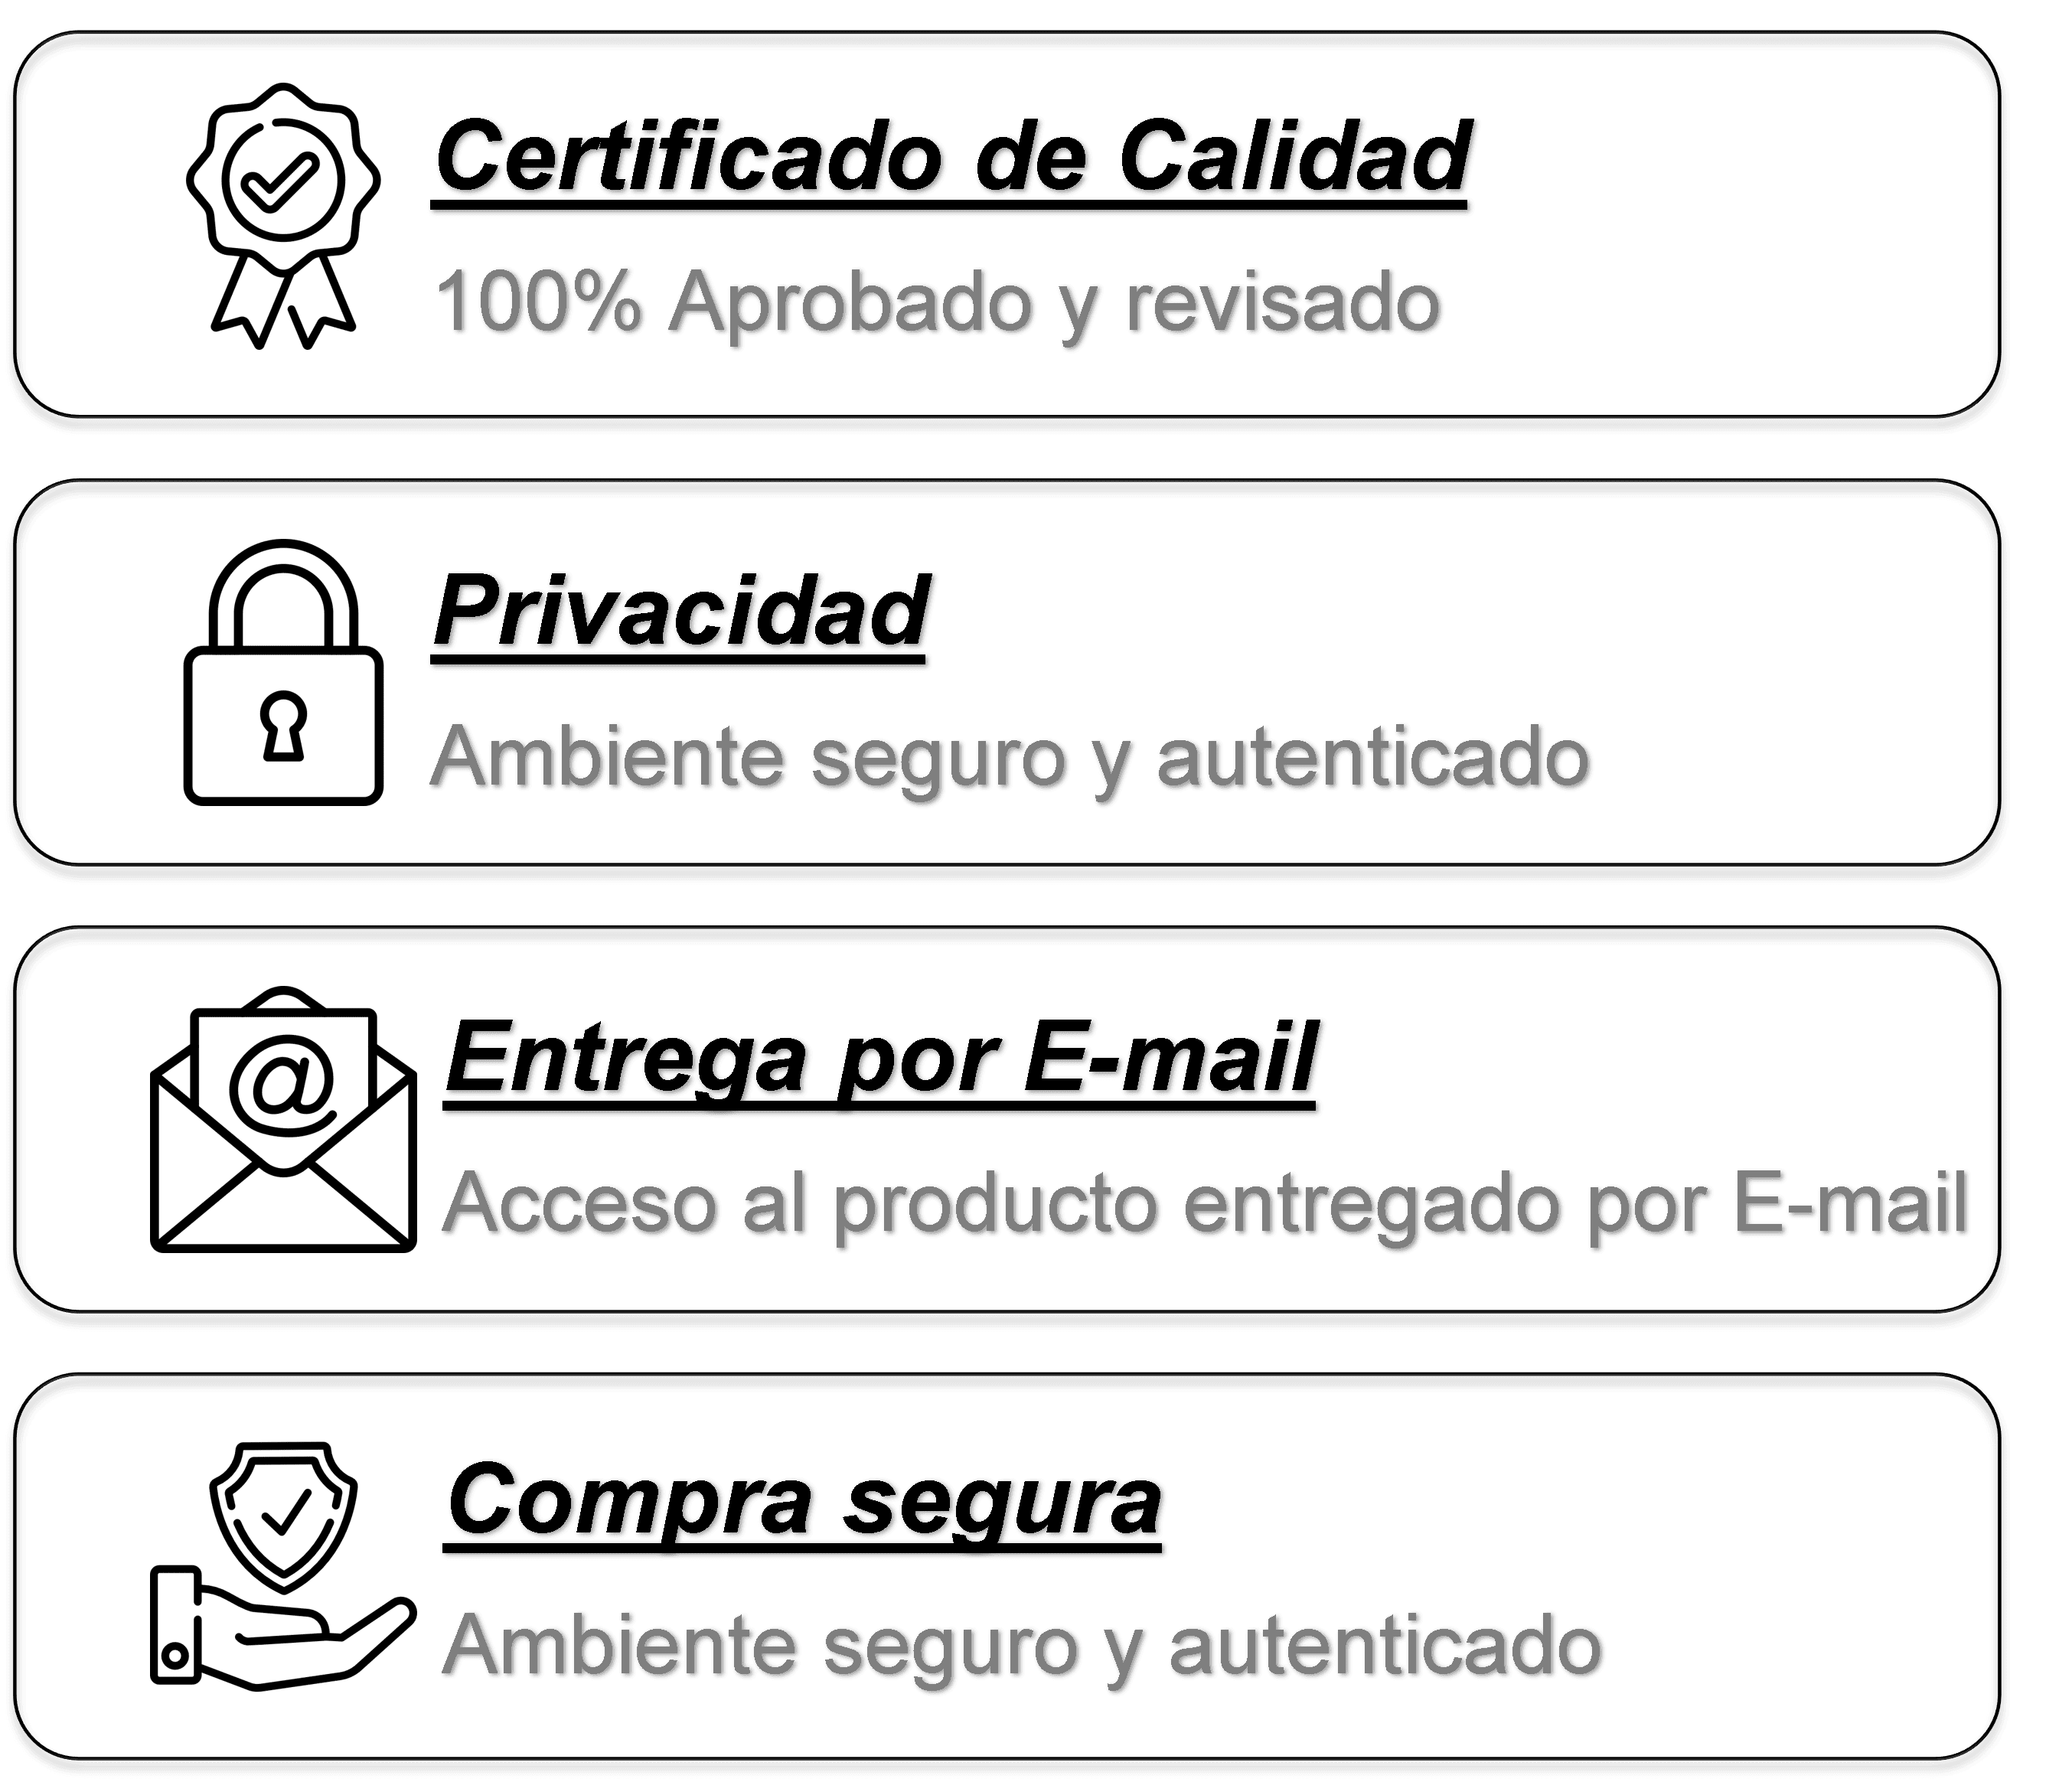 Certificado de Calidad
100% Aprobado y revisado
Privacidad
Ambiente seguro y autenticado
@
Entrega por E-mail
Acceso al producto entregado por E-mail
Compra segura
Ambiente seguro y autenticado